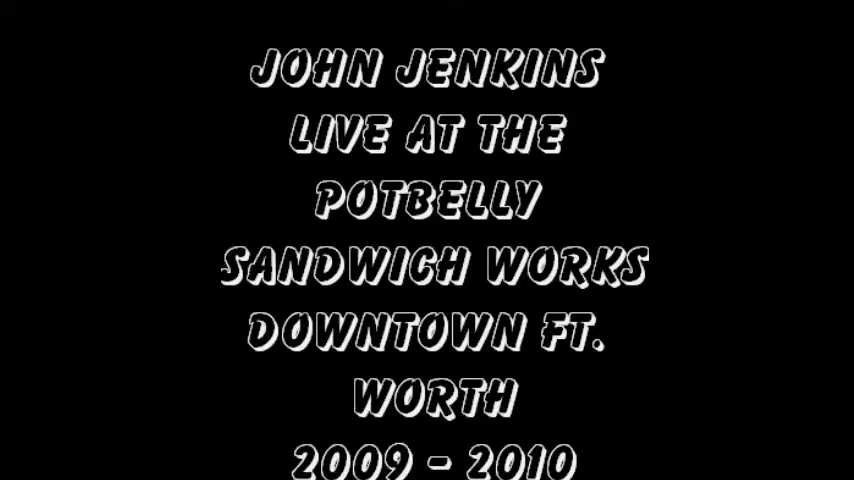 JOHN JENKINS
LIVE AT THE
POTBELLY
SANDWICH WORKS
DOWNTOWN FT.
WORTH
2009 - 2010